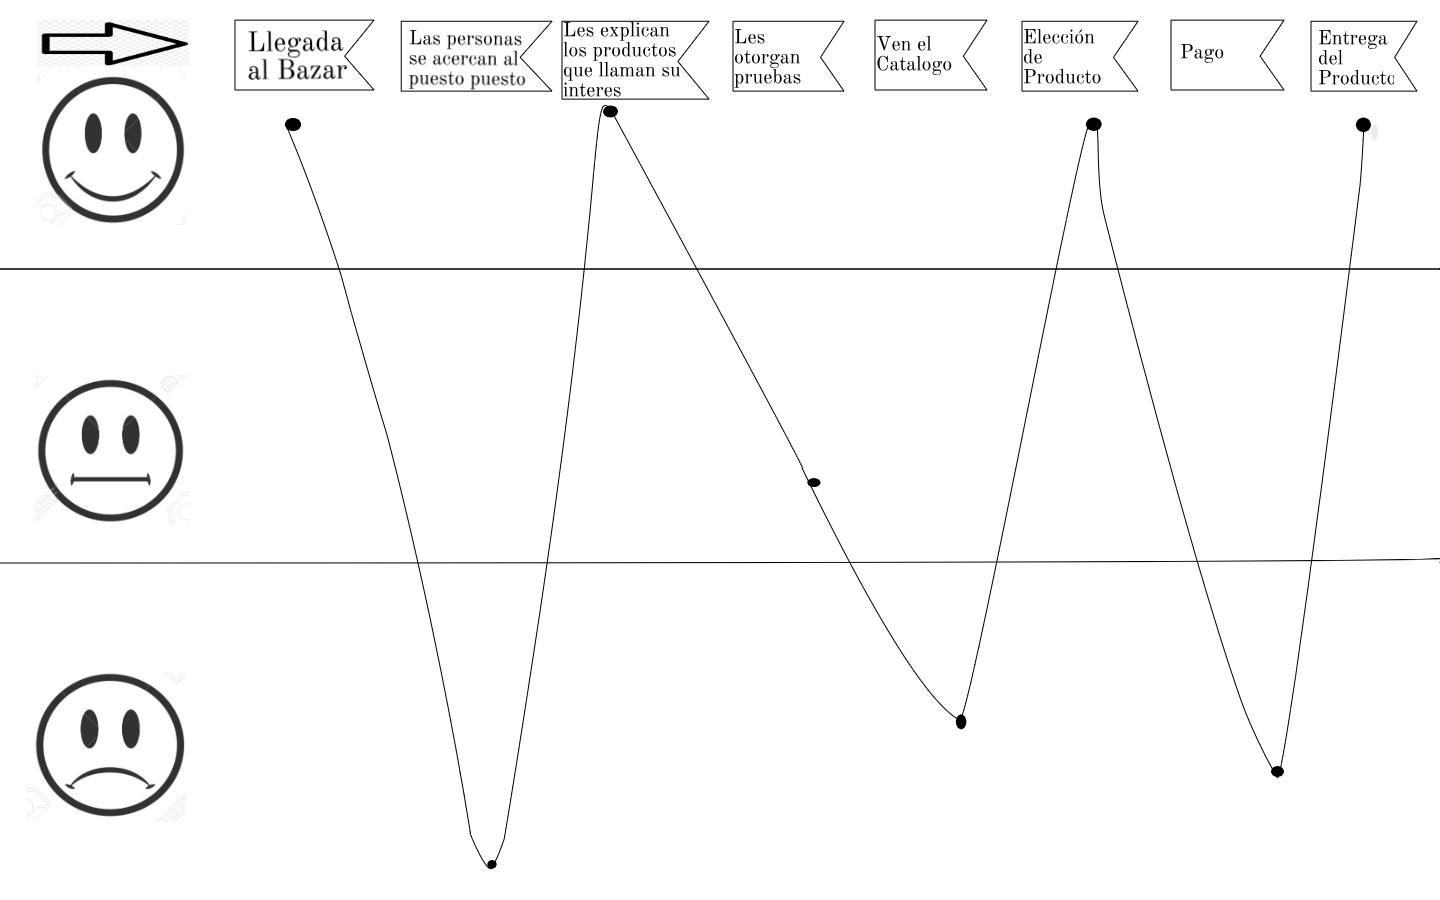 Llegada
al Bazar
Las personas
se acercan al
puesto puesto
Les explican
los productos
que llaman su
interes
Les
otorgan
pruebas
Ven el
Catalogo
Elección
de
Producto
Pago
Entrega
del
Producto